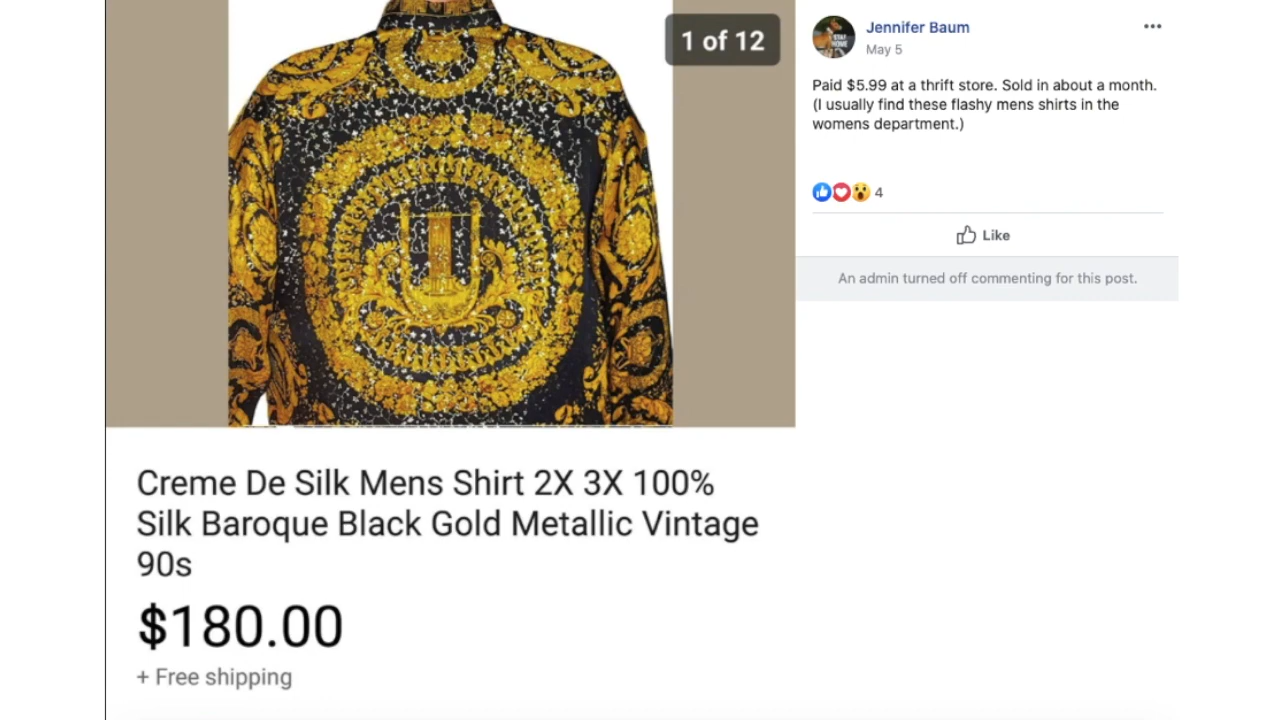 1 of 12
Jennifer Baum
May 5
Paid $5.99 at a thrift store. Sold in about a month.
(I usually find these flashy mens shirts in the
womens department.)
4
Like
An admin turned off commenting for this post.
Creme De Silk Mens Shirt 2X 3X 100%
Silk Baroque Black Gold Metallic Vintage
90s
$180.00
+ Free shipping